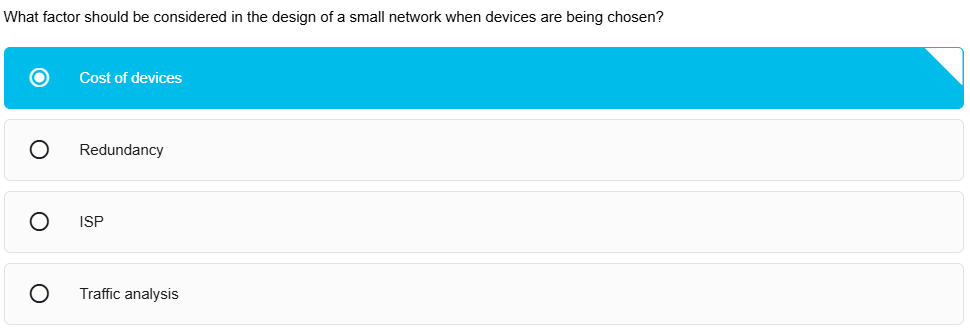 What factor should be considered in the design of a small network when devices are being chosen?
Cost of devices
Redundancy
ISP
Traffic analysis